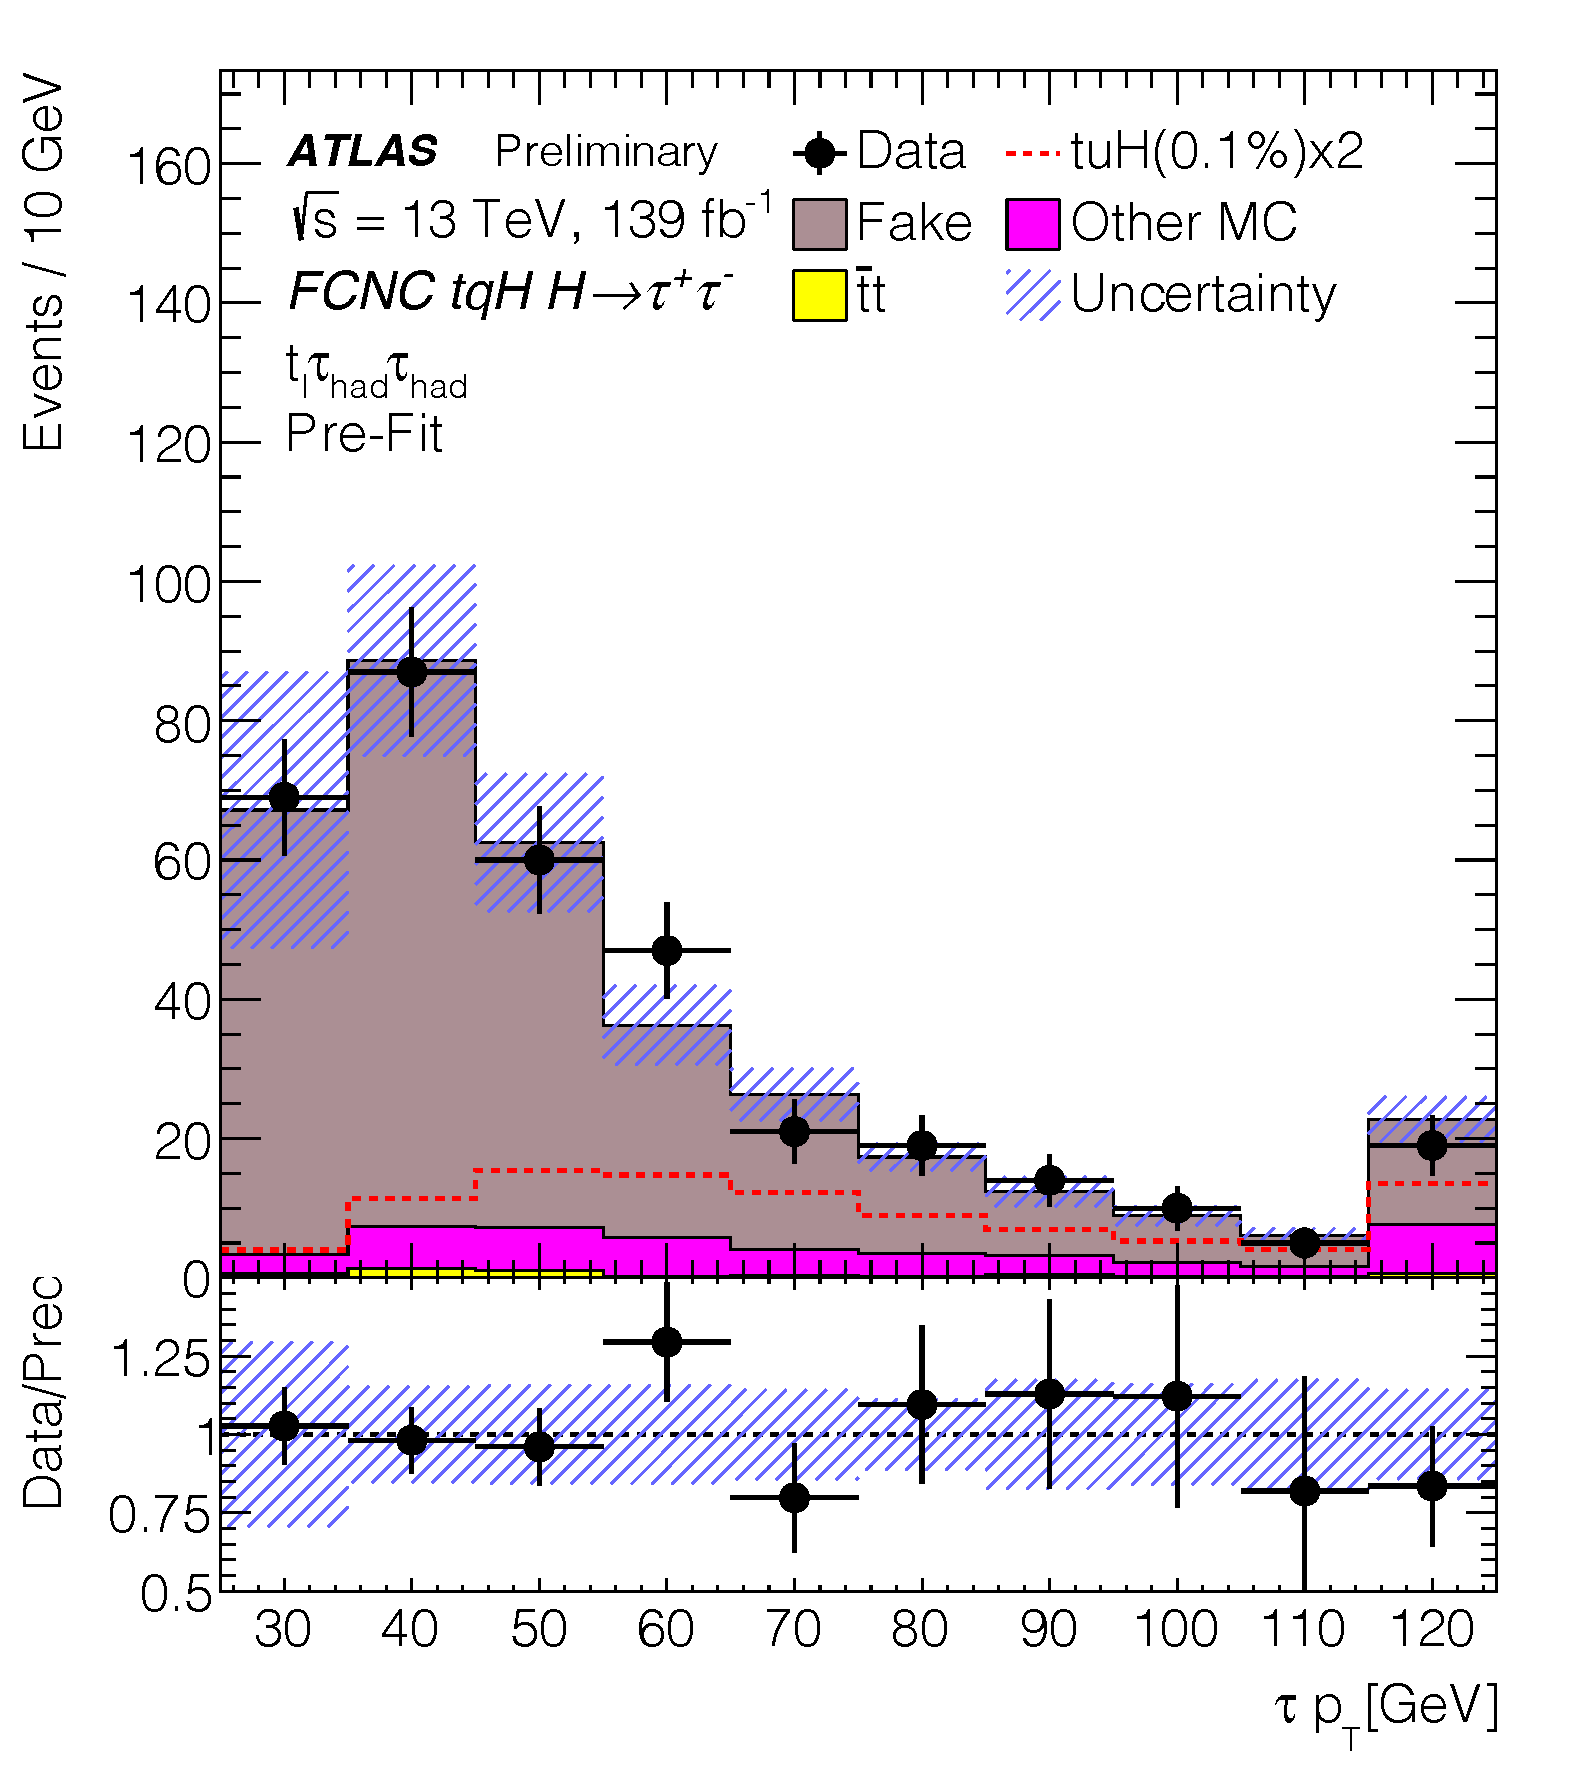 Events / 10 GeV
160
140
120
100
80
60
40
20
0
ATLAS Preliminary
√s = 13 TeV, 139 fb⁻¹
FCNC tqH H→τ⁺τ⁻
tₗτ_hadτ_had
Pre-Fit
Data
tuH(0.1%)x2
Fake
Other MC
t̄t
Uncertainty
Data/Prec
1.25
1
0.75
0.5
30 40 50 60 70 80 90 100 110 120
τ p_T[GeV]